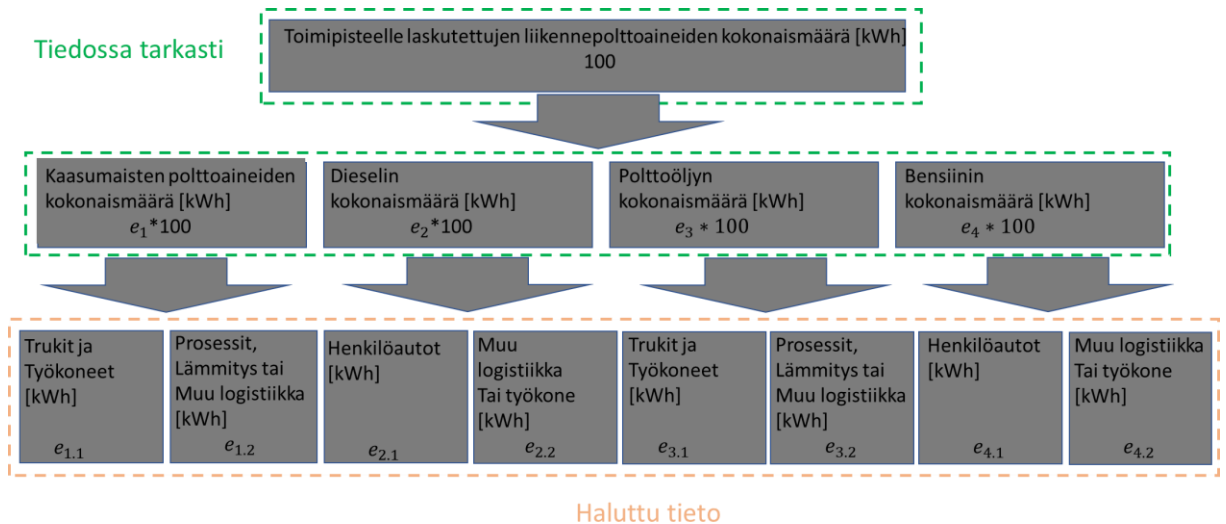 Tiedossa tarkasti
Toimipisteelle laskutettujen liikennepolttoaineiden kokonaismäärä [kWh]
100
Kaasumaisten polttoaineiden
kokonaismäärä [kWh]
e₁*100
Dieselin
kokonaismäärä [kWh]
e₂*100
Polttoöljyn
kokonaismäärä [kWh]
e₃ * 100
Bensiinin
kokonaismäärä [kWh]
e₄ * 100
Trukit ja
Työkoneet
[kWh]
e₁.₁
Prosessit,
Lämmitys tai
Muu logistiikka
[kWh]
e₁.₂
Henkilöautot
[kWh]
e₂.₁
Muu
logistiikka
Tai työkone
[kWh]
e₂.₂
Trukit ja
Työkoneet
[kWh]
e₃.₁
Prosessit,
Lämmitys tai
Muu logistiikka
[kWh]
e₃.₂
Henkilöautot
[kWh]
e₄.₁
Muu logistiikka
Tai työkone
[kWh]
e₄.₂
Haluttu tieto